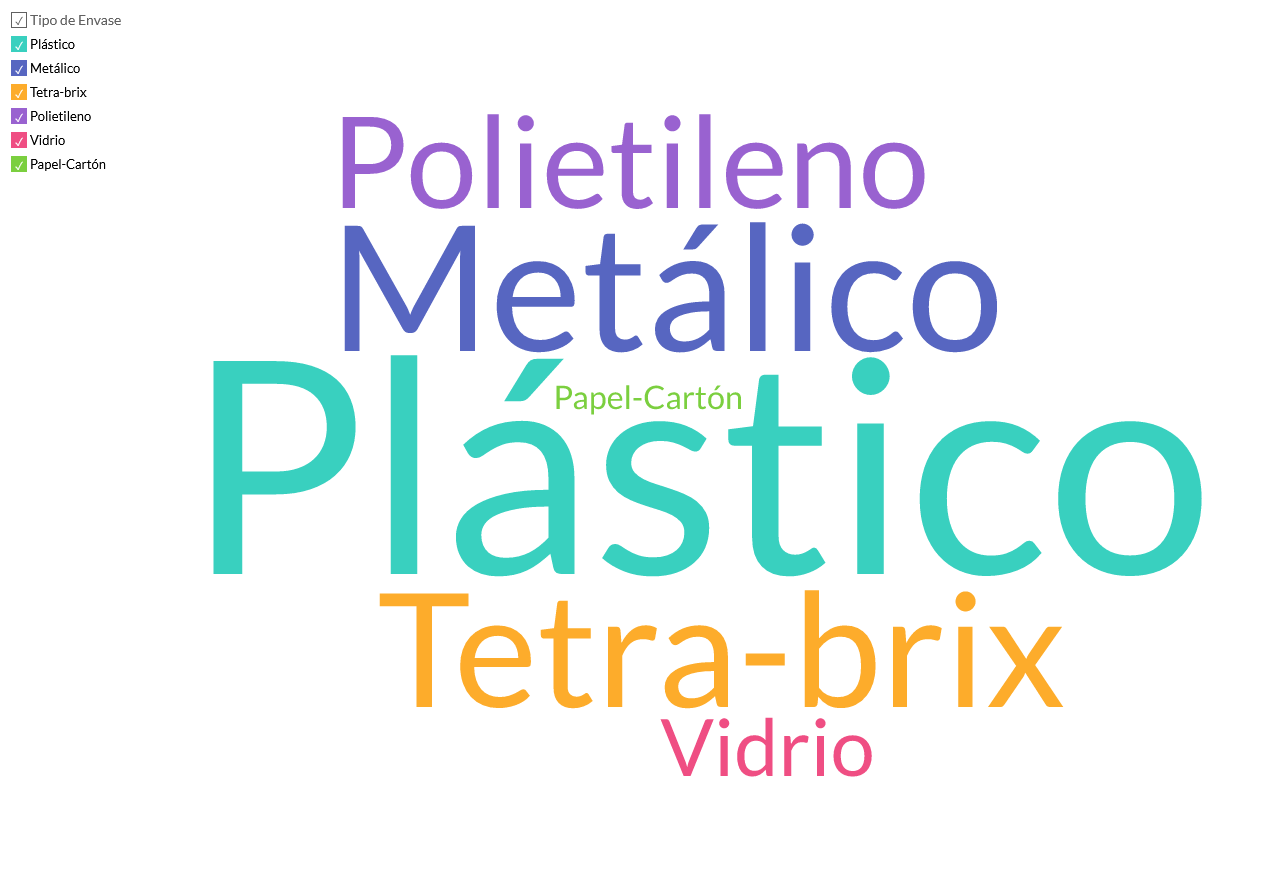 Tipo de Envase
Plástico
Metálico
Tetra-brix
Polietileno
Vidrio
Papel-Cartón
Polietileno
Metálico
Papel-Cartón
Plástico
Tetra-brix
Vidrio